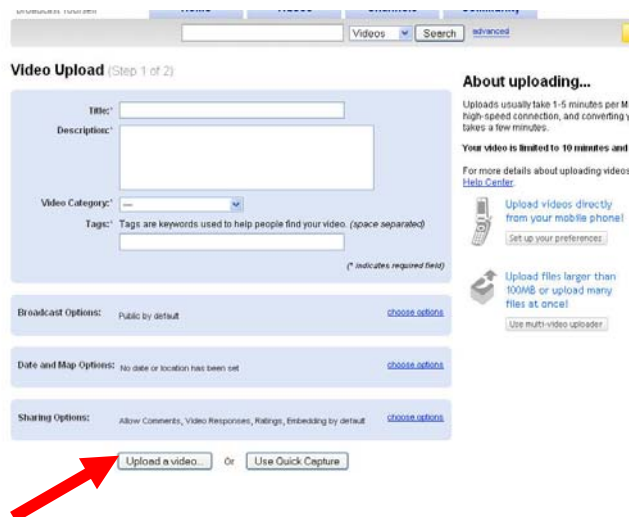 Broadcast Yourself Home Videos Channels Community
Videos Search advanced
Video Upload (Step 1 of 2)
Title:*
Description:*
Video Category:* ---
Tags:* Tags are keywords used to help people find your video. (space separated)
(* indicates required field)
Broadcast Options: Public by default choose options
Date and Map Options: No date or location has been set choose options
Sharing Options: Allow Comments, Video Responses, Ratings, Embedding by default choose options
Upload a video... Or Use Quick Capture
About uploading...
Uploads usually take 1-5 minutes per M
high-speed connection, and converting y
takes a few minutes.
Your video is limited to 10 minutes and
For more details about uploading videos
Help Center.
Upload videos directly
from your mobile phone!
Set up your preferences
Upload files larger than
100MB or upload many
files at once!
Use multi-video uploader